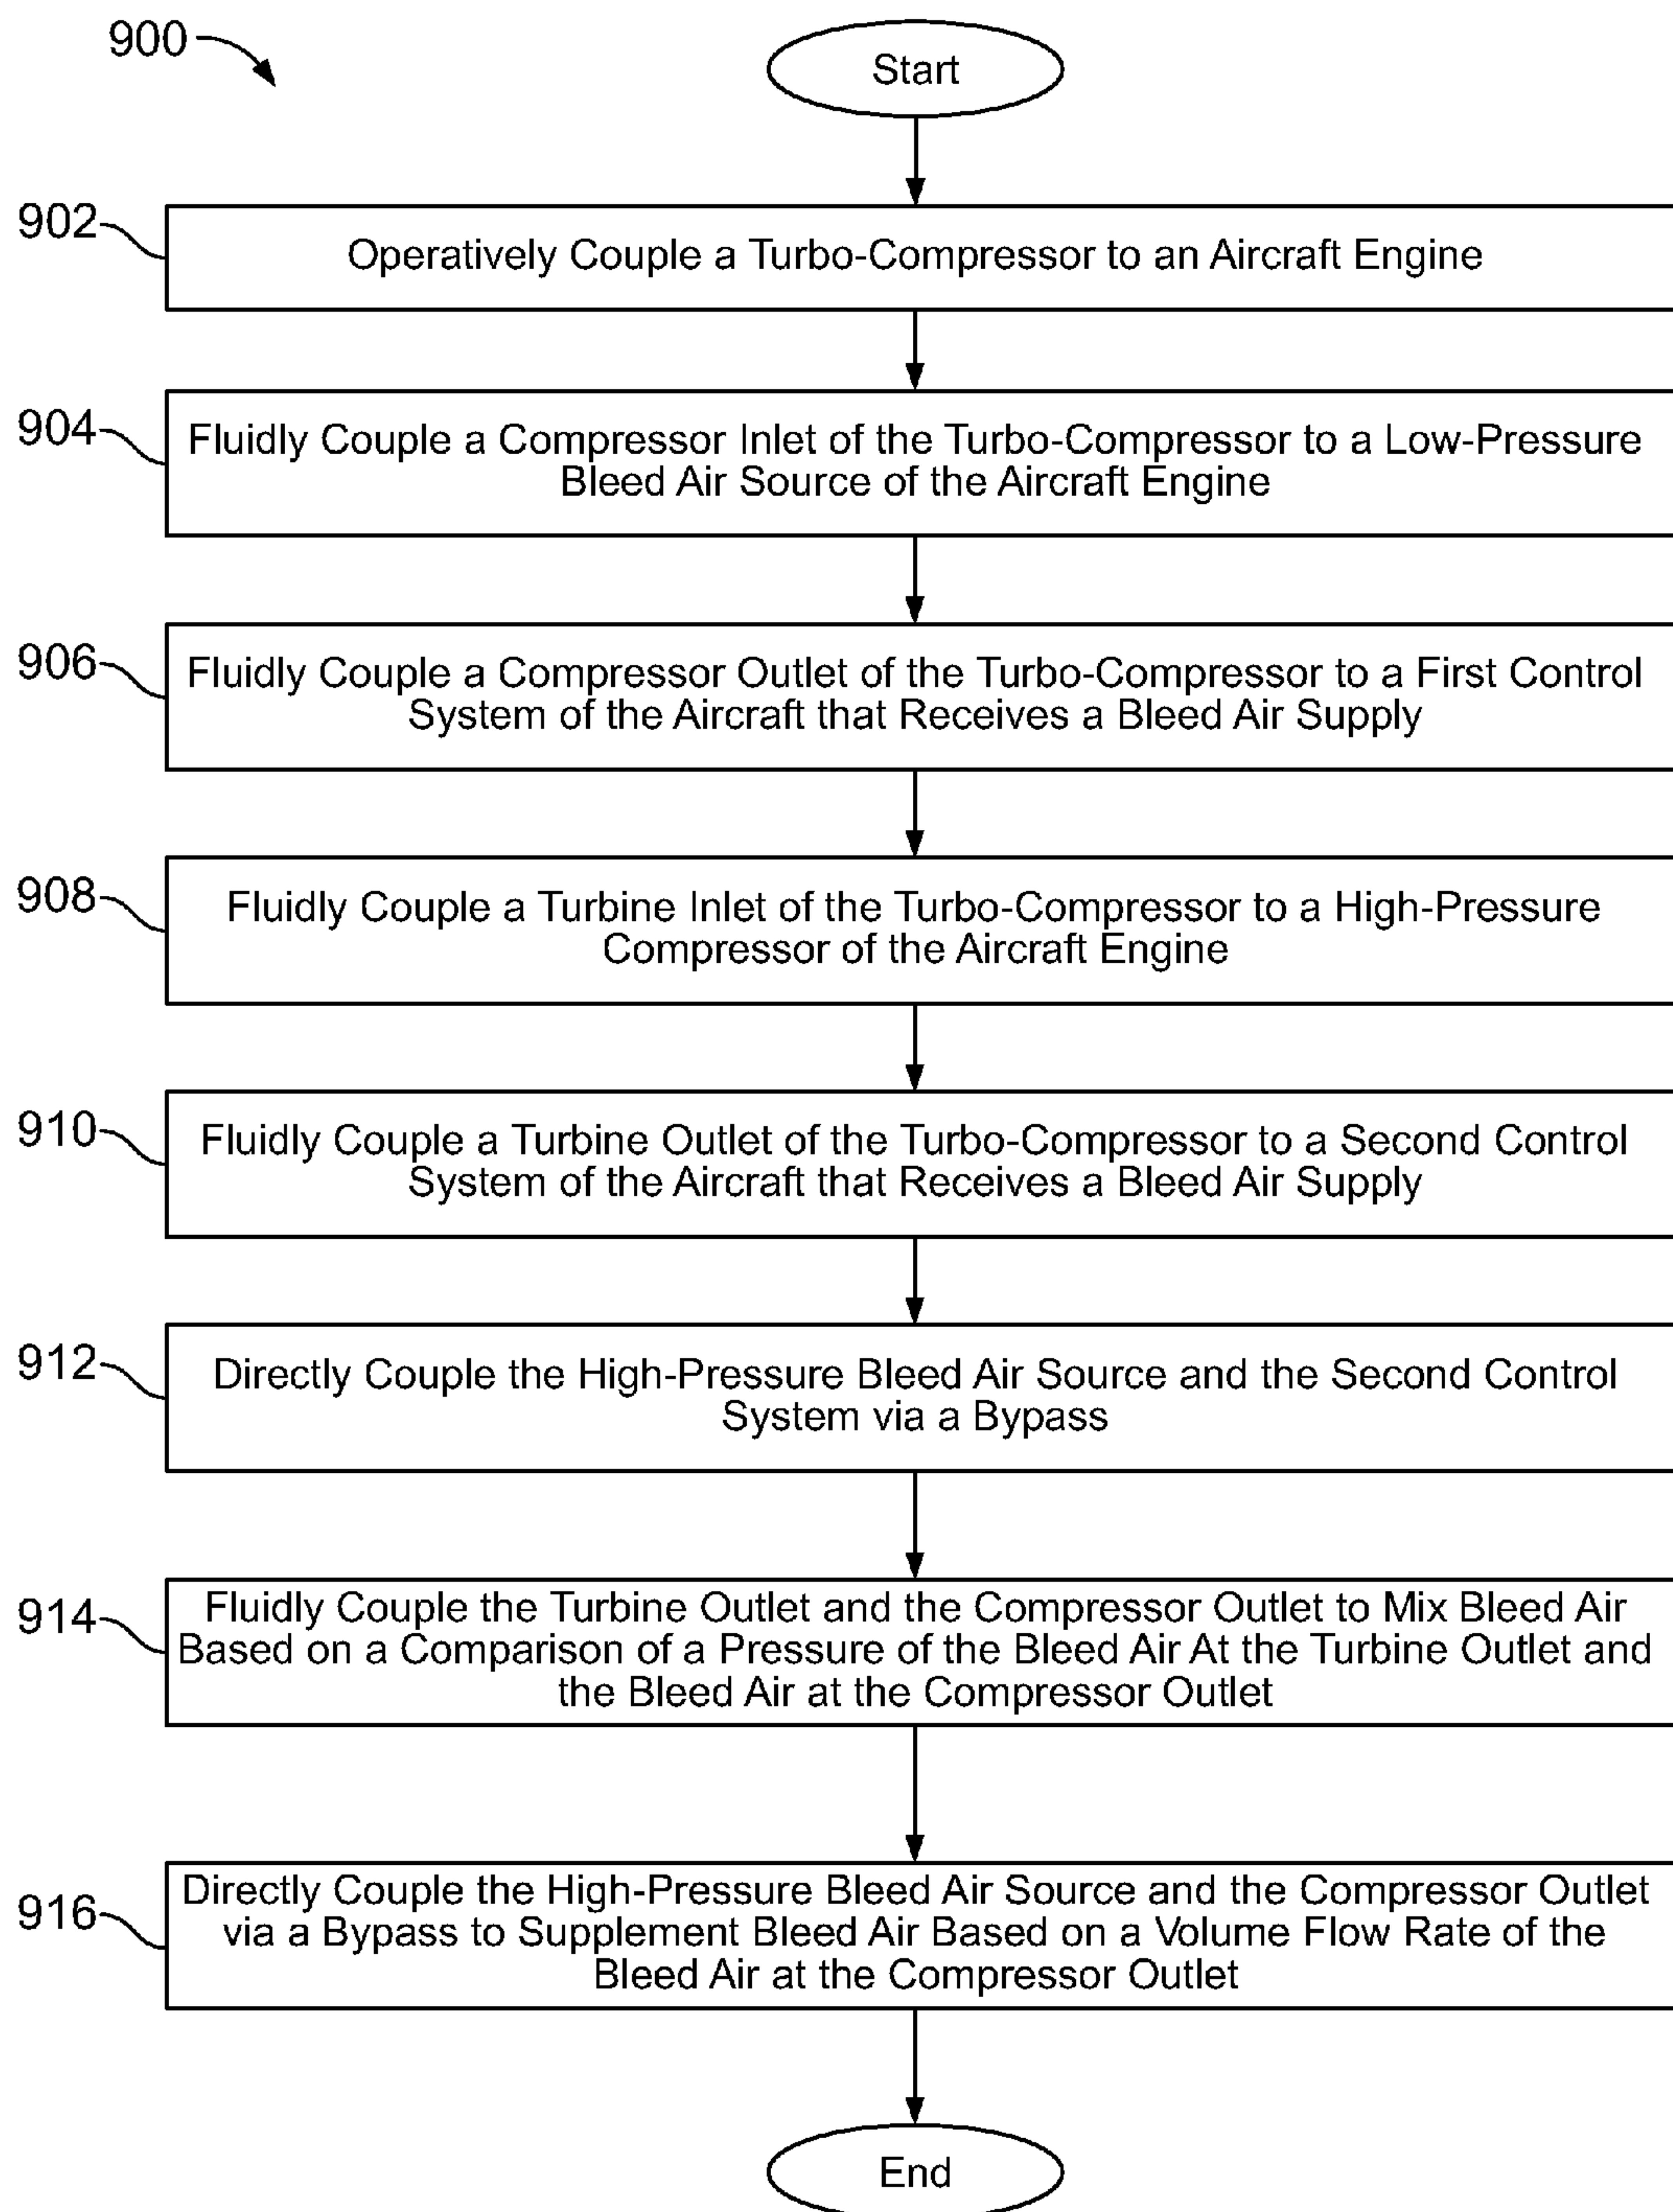 900
Start
902
Operatively Couple a Turbo-Compressor to an Aircraft Engine
904
Fluidly Couple a Compressor Inlet of the Turbo-Compressor to a Low-Pressure
Bleed Air Source of the Aircraft Engine
906
Fluidly Couple a Compressor Outlet of the Turbo-Compressor to a First Control
System of the Aircraft that Receives a Bleed Air Supply
908
Fluidly Couple a Turbine Inlet of the Turbo-Compressor to a High-Pressure
Compressor of the Aircraft Engine
910
Fluidly Couple a Turbine Outlet of the Turbo-Compressor to a Second Control
System of the Aircraft that Receives a Bleed Air Supply
912
Directly Couple the High-Pressure Bleed Air Source and the Second Control
System via a Bypass
914
Fluidly Couple the Turbine Outlet and the Compressor Outlet to Mix Bleed Air
Based on a Comparison of a Pressure of the Bleed Air At the Turbine Outlet and
the Bleed Air at the Compressor Outlet
916
Directly Couple the High-Pressure Bleed Air Source and the Compressor Outlet
via a Bypass to Supplement Bleed Air Based on a Volume Flow Rate of the
Bleed Air at the Compressor Outlet
End